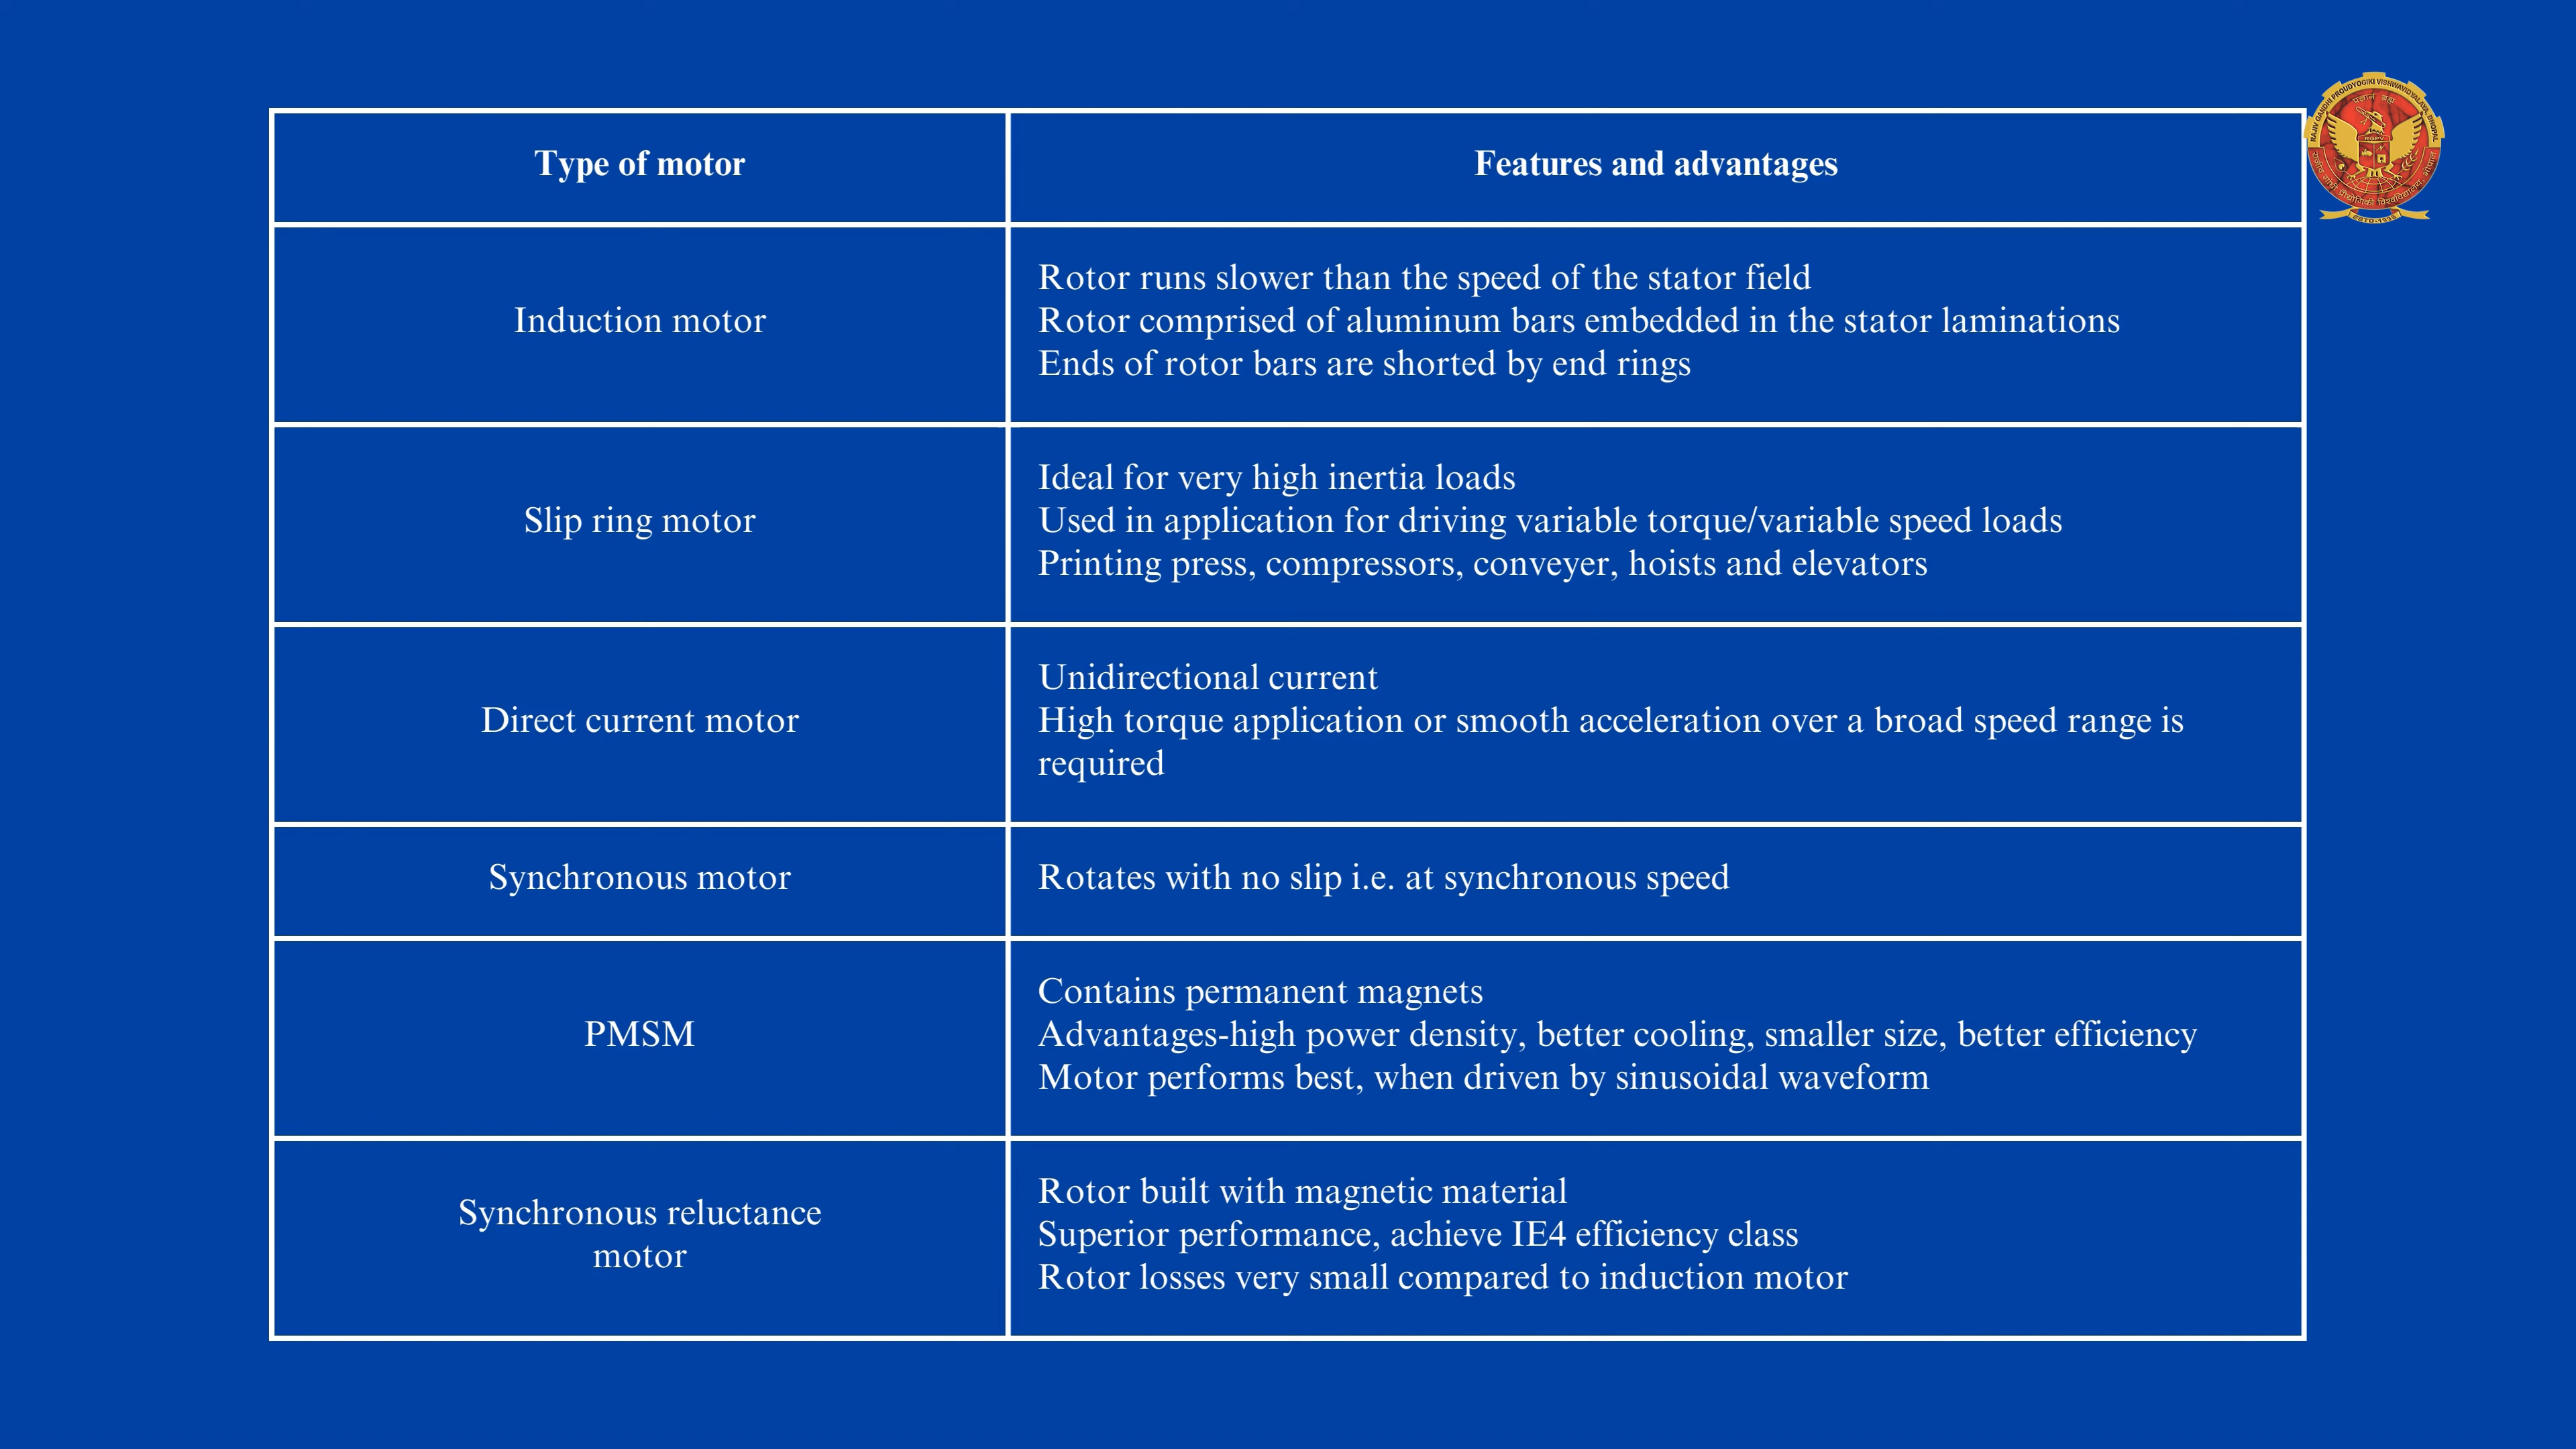 RAJIV GANDHI PROUDYOGIKI VISHWAVIDYALAYA, BHOPAL
RGPV
Type of motor
Features and advantages
Induction motor
Rotor runs slower than the speed of the stator field
Rotor comprised of aluminum bars embedded in the stator laminations
Ends of rotor bars are shorted by end rings
Slip ring motor
Ideal for very high inertia loads
Used in application for driving variable torque/variable speed loads
Printing press, compressors, conveyer, hoists and elevators
Direct current motor
Unidirectional current
High torque application or smooth acceleration over a broad speed range is
required
Synchronous motor
Rotates with no slip i.e. at synchronous speed
PMSM
Contains permanent magnets
Advantages-high power density, better cooling, smaller size, better efficiency
Motor performs best, when driven by sinusoidal waveform
Synchronous reluctance
motor
Rotor built with magnetic material
Superior performance, achieve IE4 efficiency class
Rotor losses very small compared to induction motor